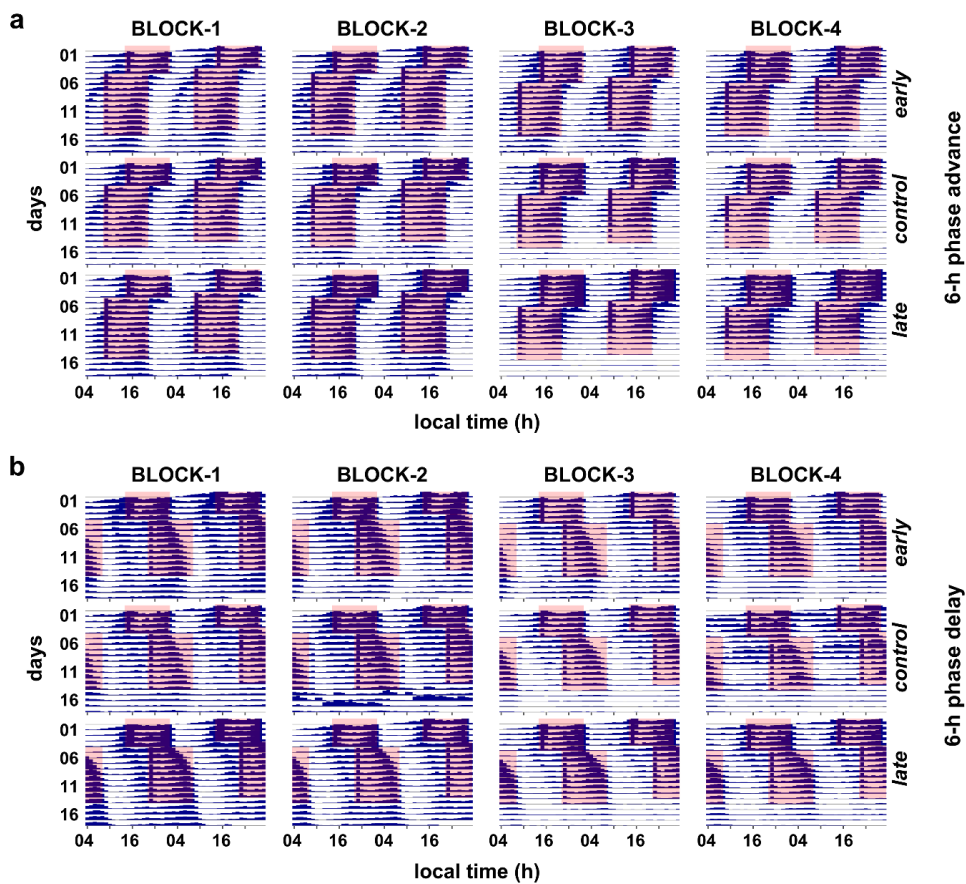 a
BLOCK-1 BLOCK-2 BLOCK-3 BLOCK-4
01
06
11
16
early
01
06
11
16
control
01
06
11
16
late
days
6-h phase advance
04 16 04 16 04 16 04 16 04 16 04 16 04 16 04 16
local time (h)
b
BLOCK-1 BLOCK-2 BLOCK-3 BLOCK-4
01
06
11
16
early
01
06
11
16
control
01
06
11
16
late
days
6-h phase delay
04 16 04 16 04 16 04 16 04 16 04 16 04 16 04 16
local time (h)